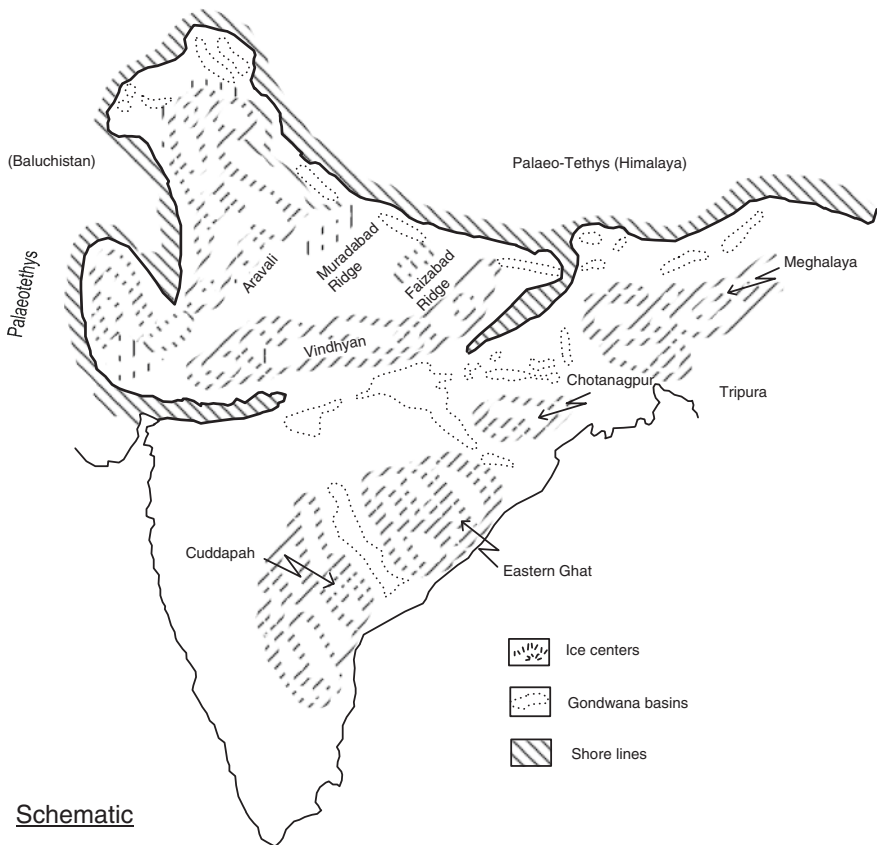 (Baluchistan)
Palaeo-Tethys (Himalaya)
Palaeotethys
Aravali
Muradabad
Ridge
Faizabad
Ridge
Meghalaya
Vindhyan
Chotanagpur
Tripura
Cuddapah
Eastern Ghat
Ice centers
Gondwana basins
Shore lines
Schematic